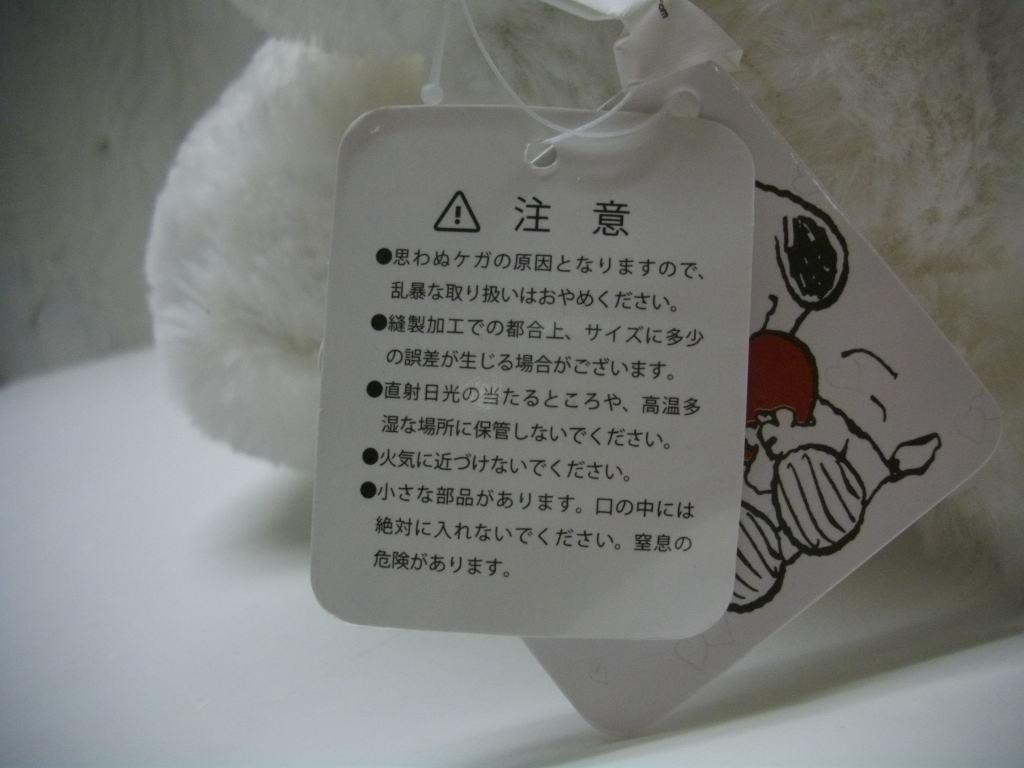 注意
●思わぬケガの原因となりますので、
乱暴な取り扱いはおやめください。
●縫製加工での都合上、サイズに多少
の誤差が生じる場合がございます。
●直射日光の当たるところや、高温多
湿な場所に保管しないでください。
●火気に近づけないでください。
●小さな部品があります。口の中には
絶対に入れないでください。窒息の
危険があります。